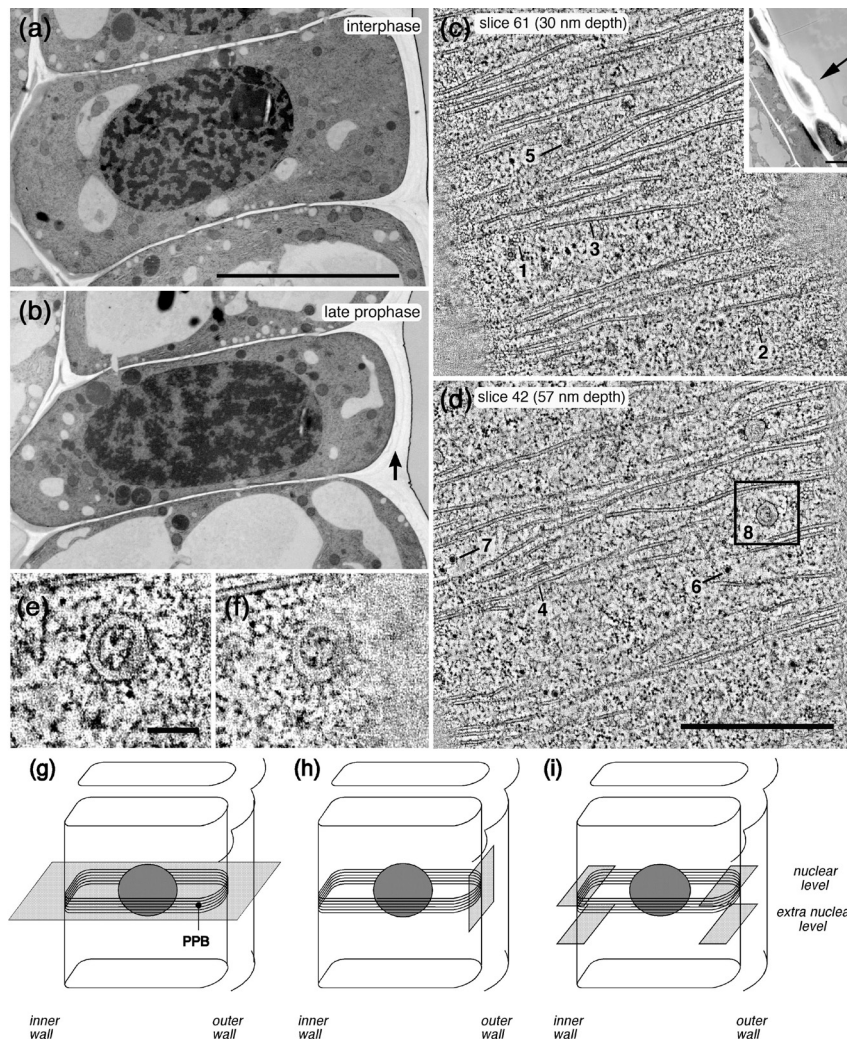 (a)
interphase
(b)
late prophase
(c) slice 61 (30 nm depth)
5
3
1
2
(d) slice 42 (57 nm depth)
8
7
6
4
(e)
(f)
(g)
PPB
inner
wall
outer
wall
(h)
inner
wall
outer
wall
(i)
nuclear
level
extra nuclear
level
inner
wall
outer
wall